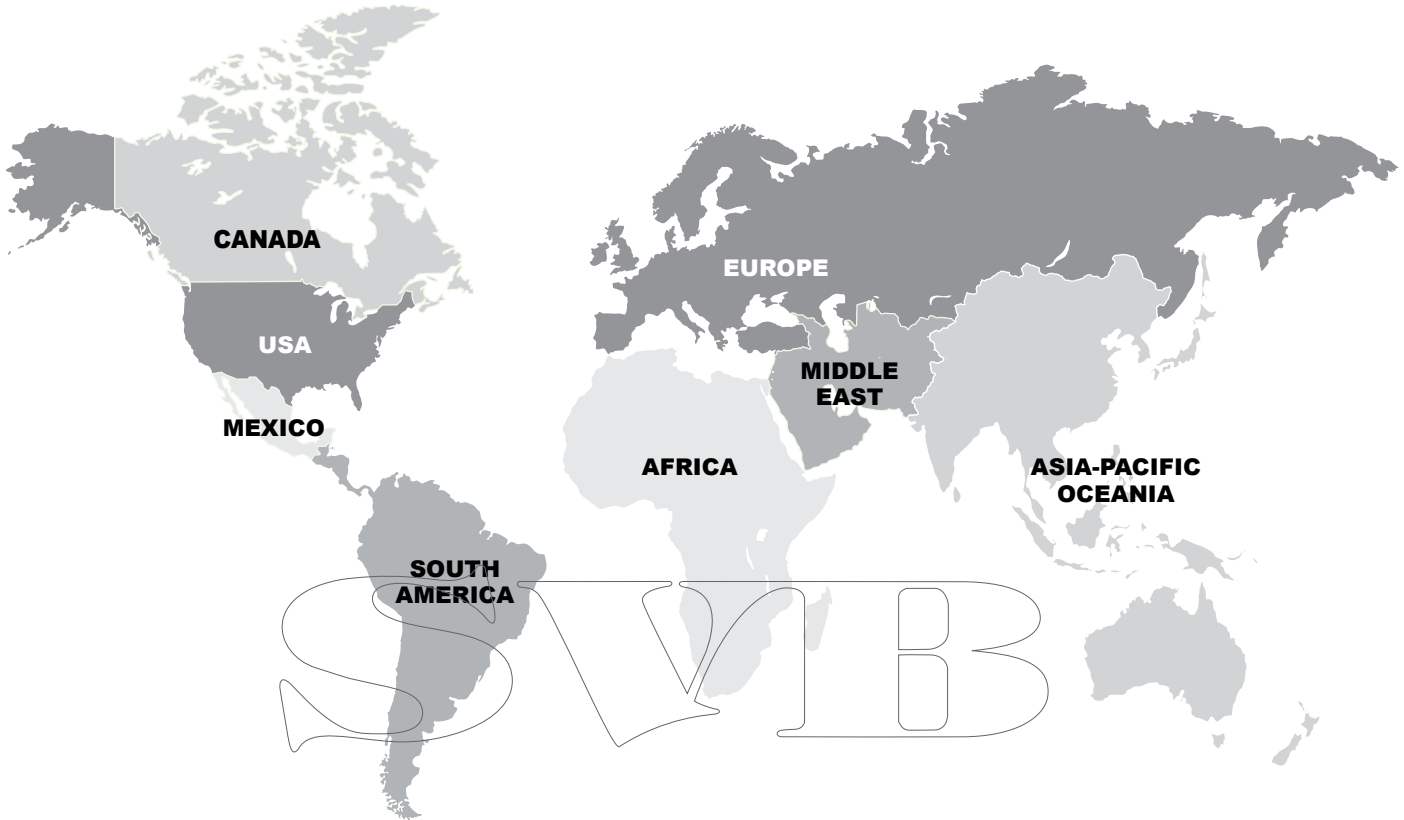 CANADA
EUROPE
USA
MIDDLE
EAST
MEXICO
AFRICA
ASIA-PACIFIC
OCEANIA
SOUTH
AMERICA
SVB